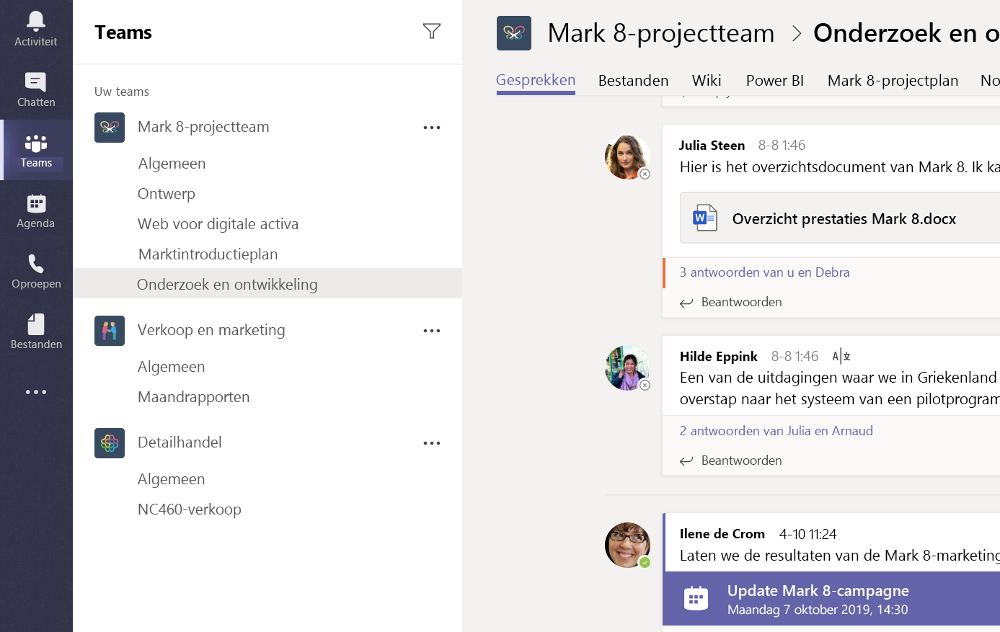 Activiteit
Chatten
Teams
Agenda
Oproepen
Bestanden
Teams
Uw teams
Mark 8-projectteam
Algemeen
Ontwerp
Web voor digitale activa
Marktintroductieplan
Onderzoek en ontwikkeling
Verkoop en marketing
Algemeen
Maandrapporten
Detailhandel
Algemeen
NC460-verkoop
Mark 8-projectteam > Onderzoek en o
Gesprekken Bestanden Wiki Power BI Mark 8-projectplan No
Julia Steen 8-8 1:46
Hier is het overzichtsdocument van Mark 8. Ik ka
Overzicht prestaties Mark 8.docx
3 antwoorden van u en Debra
Beantwoorden
Hilde Eppink 8-8 1:46
Een van de uitdagingen waar we in Griekenland
overstap naar het systeem van een pilotprogram
2 antwoorden van Julia en Arnaud
Beantwoorden
Ilene de Crom 4-10 11:24
Laten we de resultaten van de Mark 8-marketing
Update Mark 8-campagne
Maandag 7 oktober 2019, 14:30